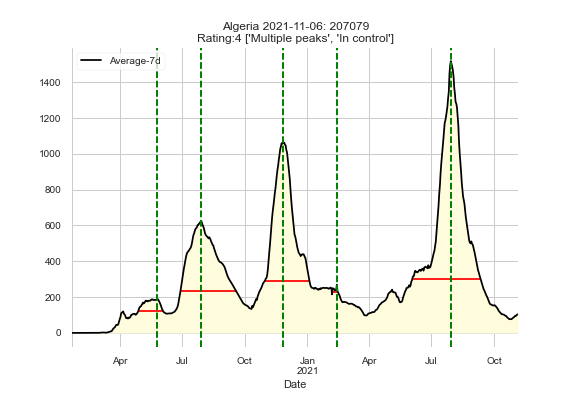 Algeria 2021-11-06: 207079
Rating:4 ['Multiple peaks', 'In control']
Average-7d
1400
1200
1000
800
600
400
200
0
Apr Jul Oct Jan Apr Jul Oct
2021
Date